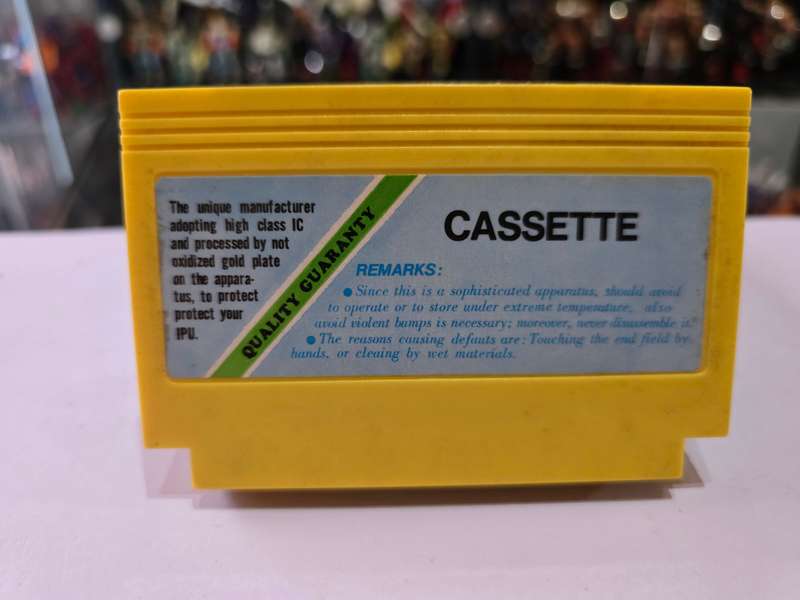 The unique manufacturer
adopting high class IC
and processed by not
oxidized gold plate
on the appara-
tus, to protect
protect your
IPU.
QUALITY GUARANTY
CASSETTE
REMARKS:
● Since this is a sophisticated apparatus, should avoid
to operate or to store under extreme temperature, also
avoid violent bumps is necessary; moreover, never disassemble it.
● The reasons causing defauts are: Touching the end field by
hands, or cleaing by wet materials.